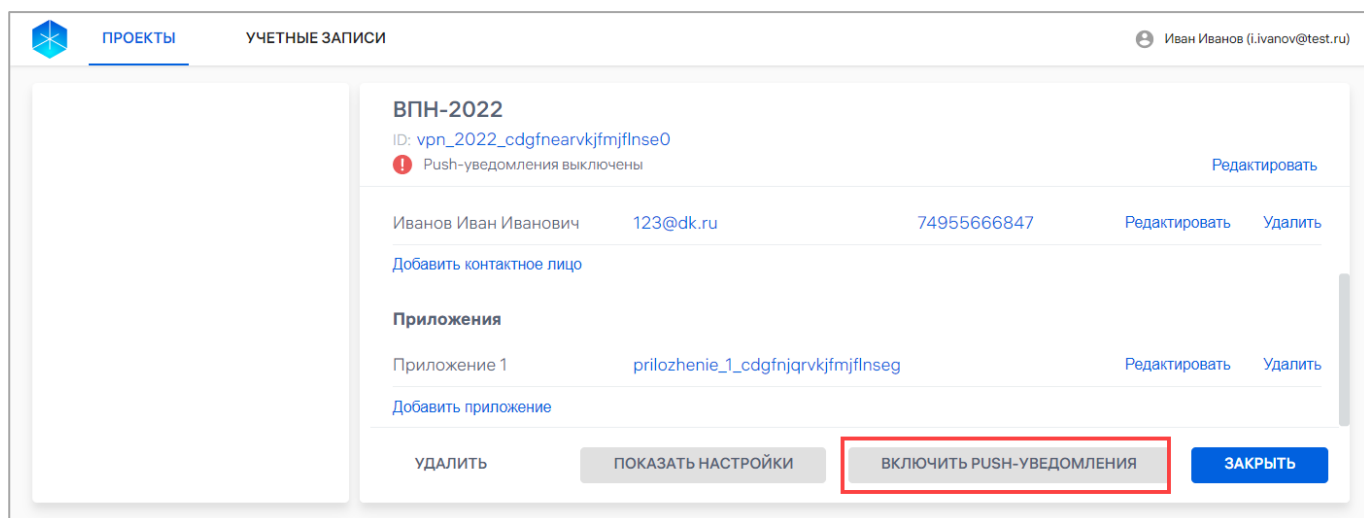 ПРОЕКТЫ УЧЕТНЫЕ ЗАПИСИ Иван Иванов (i.ivanov@test.ru)
ВПН-2022
ID: vpn_2022_cdgfnearvkjfmjflnse0
Push-уведомления выключены Редактировать
Иванов Иван Иванович 123@dk.ru 74955666847 Редактировать Удалить
Добавить контактное лицо
Приложения
Приложение 1 prilozhenie_1_cdgfnjqrvkjfmjflnseg Редактировать Удалить
Добавить приложение
УДАЛИТЬ ПОКАЗАТЬ НАСТРОЙКИ ВКЛЮЧИТЬ PUSH-УВЕДОМЛЕНИЯ ЗАКРЫТЬ